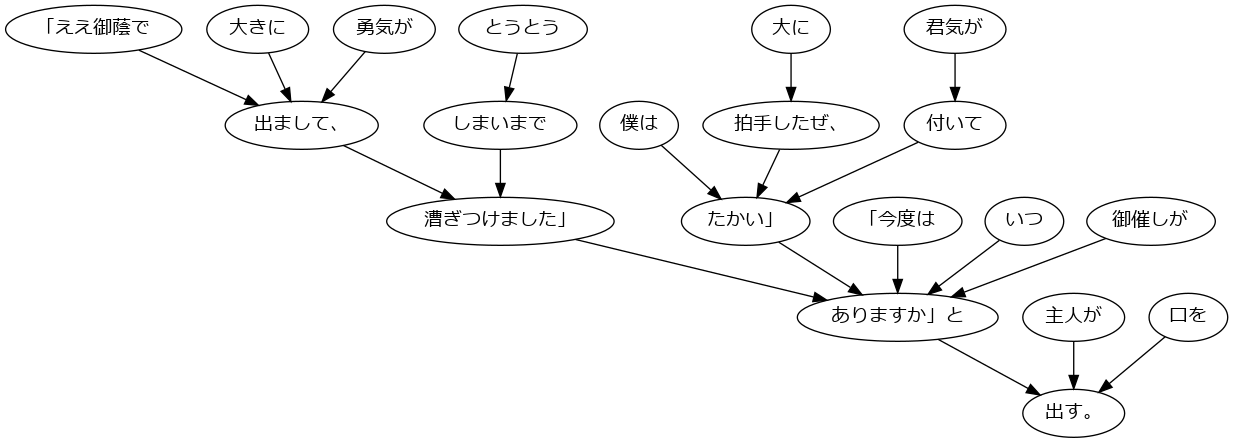 「ええ御蔭で
大きに
勇気が
とうとう
大に
君気が
出まして、
しまいまで
僕は
拍手したぜ、
付いて
漕ぎつけました」
たかい」
「今度は
いつ
御催しが
ありますか」と
主人が
口を
出す。